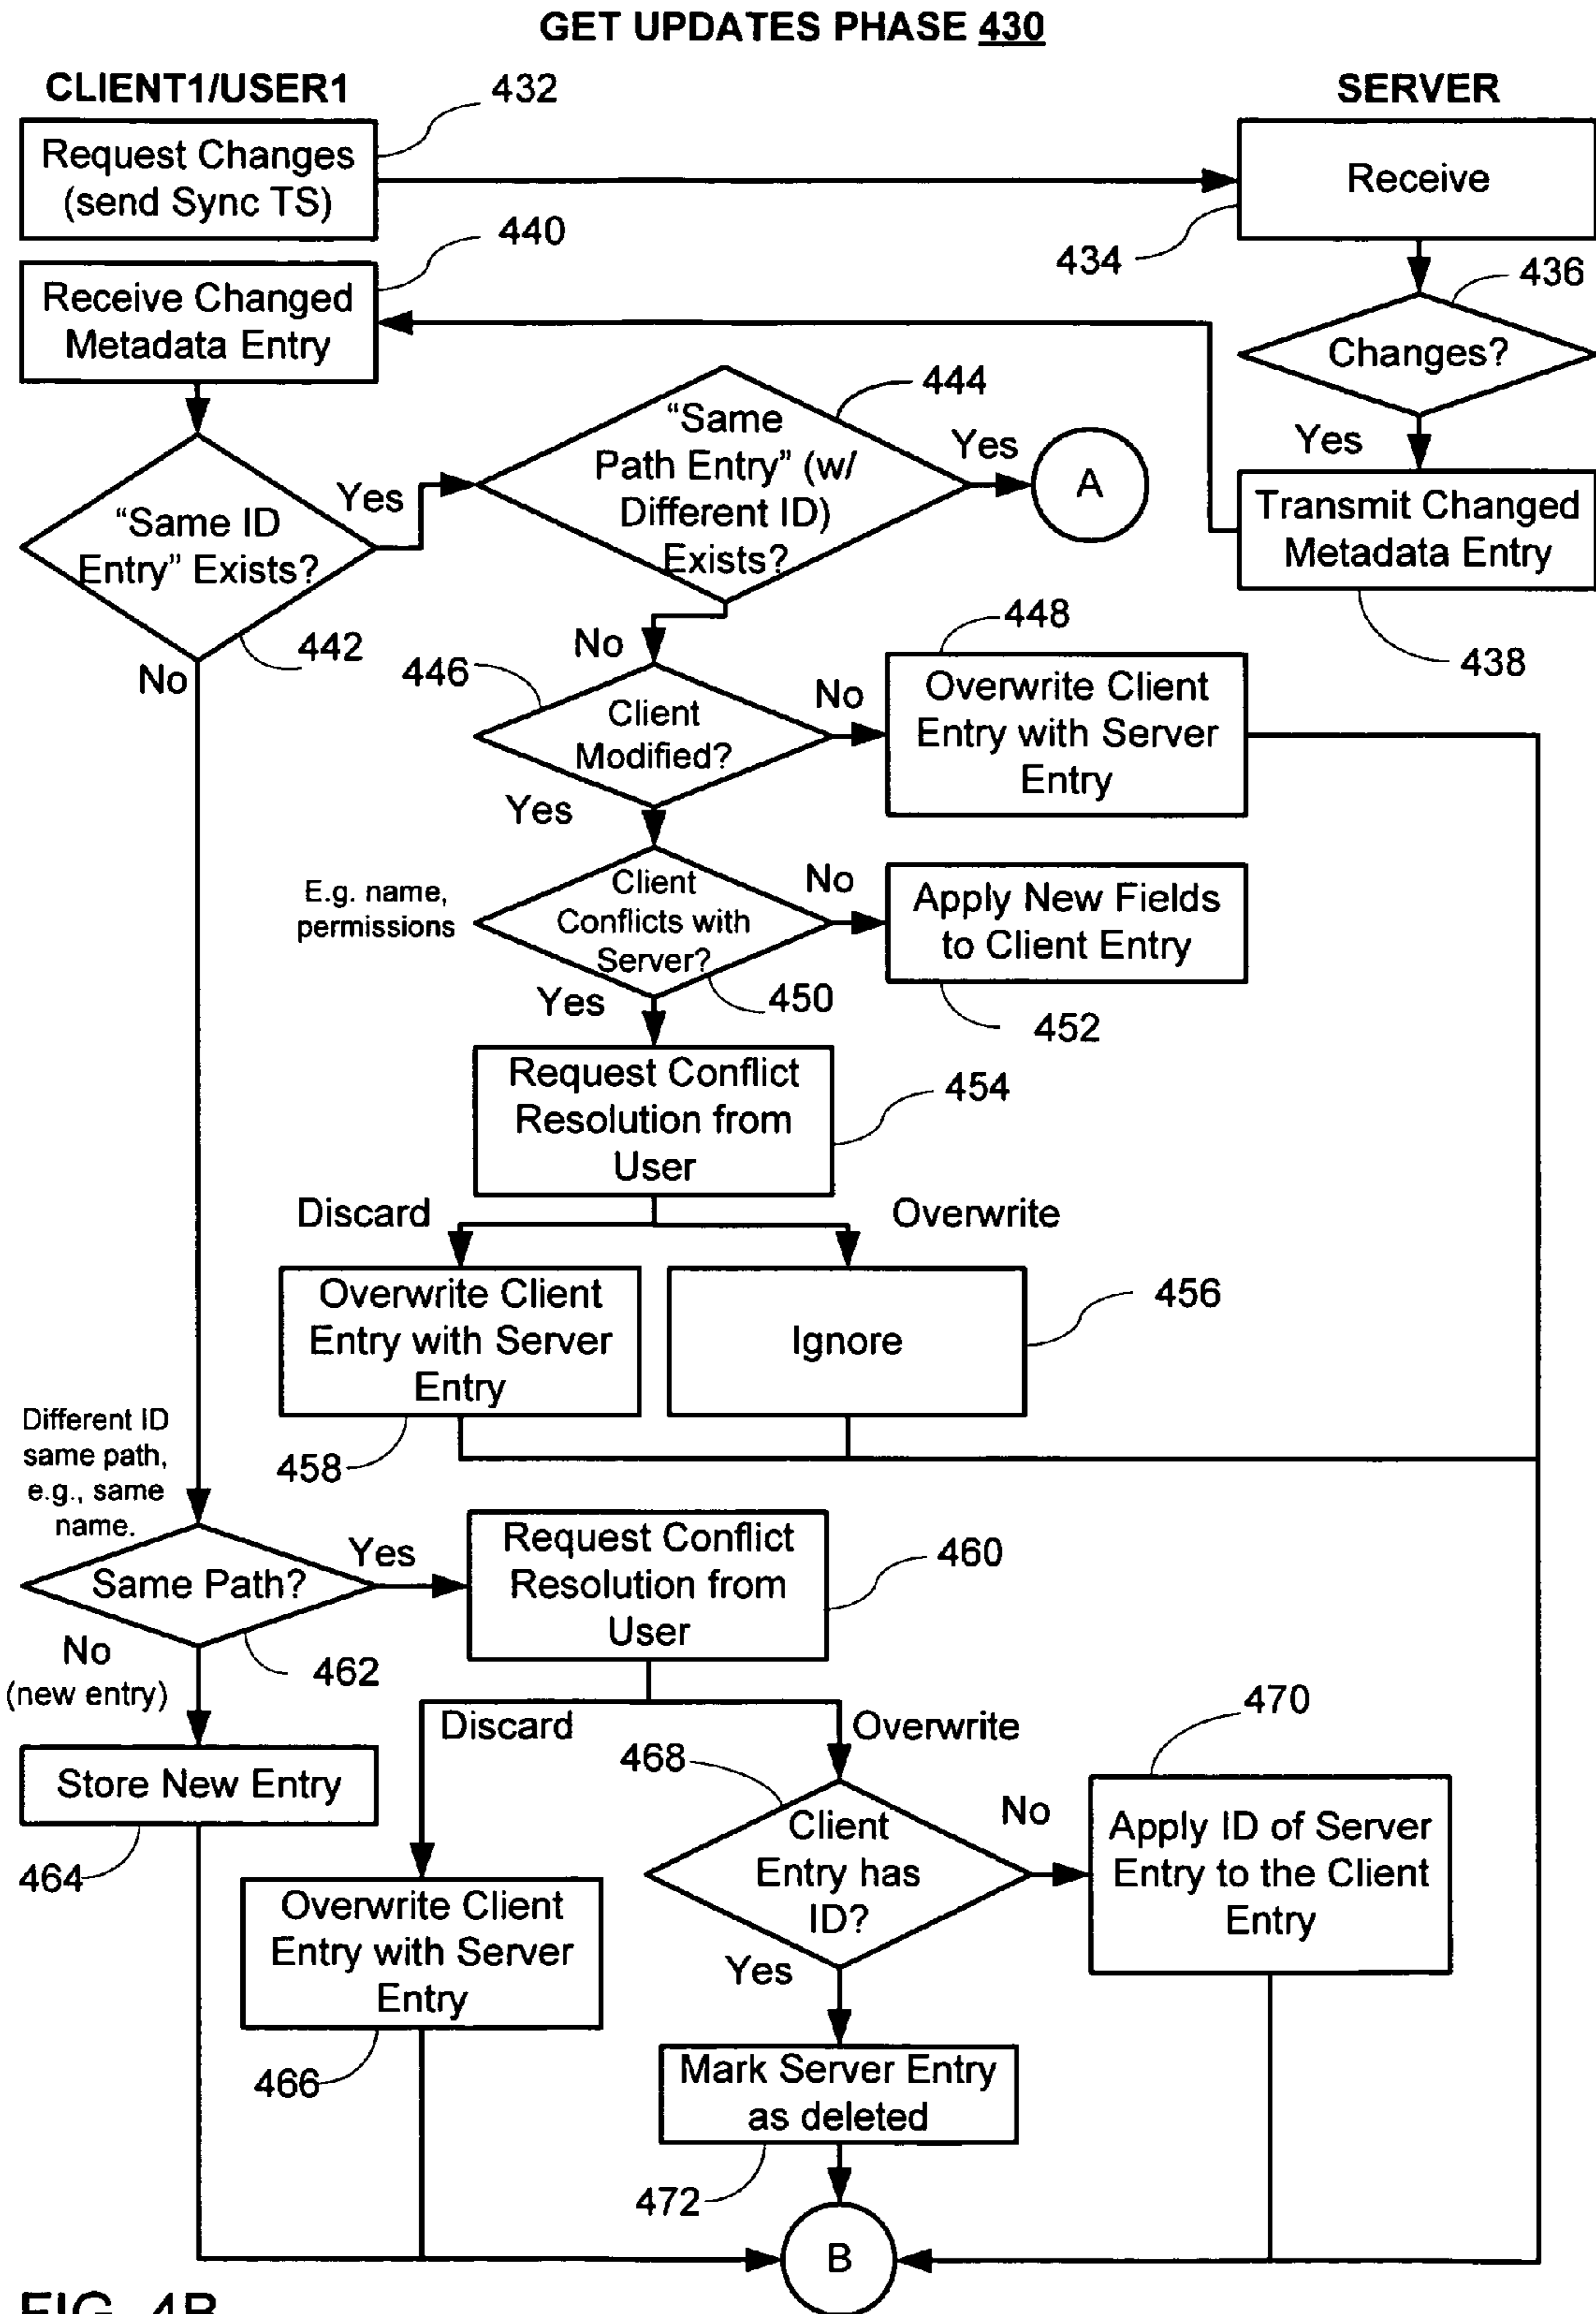 GET UPDATES PHASE 430
CLIENT1/USER1
432
SERVER
Request Changes
(send Sync TS)
Receive
440
434
436
Receive Changed
Metadata Entry
Changes?
444
"Same
Path Entry" (w/
Different ID)
Exists?
Yes
A
Yes
Transmit Changed
Metadata Entry
438
"Same ID
Entry" Exists?
Yes
442
No
No
446
448
Client
Modified?
No
Overwrite Client
Entry with Server
Entry
Yes
E.g. name,
permissions
Client
Conflicts with
Server?
No
Apply New Fields
to Client Entry
Yes
450
452
Request Conflict
Resolution from
User
454
Discard
Overwrite
Overwrite Client
Entry with Server
Entry
Ignore
456
458
Different ID
same path,
e.g., same
name.
Same Path?
Yes
Request Conflict
Resolution from
User
460
No
(new entry)
462
Discard
Overwrite
470
468
Store New Entry
464
Client
Entry has
ID?
No
Apply ID of Server
Entry to the Client
Entry
Overwrite Client
Entry with Server
Entry
Yes
466
Mark Server Entry
as deleted
472
B
FIG. 4B